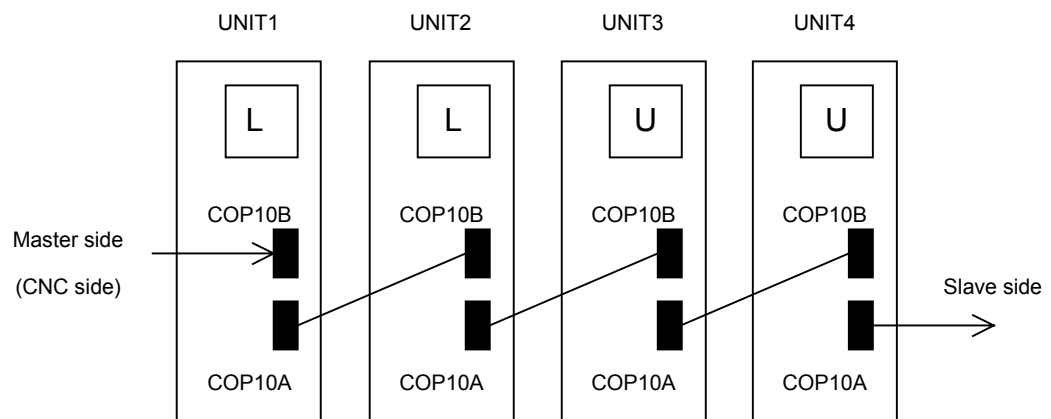 UNIT1 UNIT2 UNIT3 UNIT4
L L U U
COP10B COP10B COP10B COP10B
Master side
(CNC side)
Slave side
COP10A COP10A COP10A COP10A